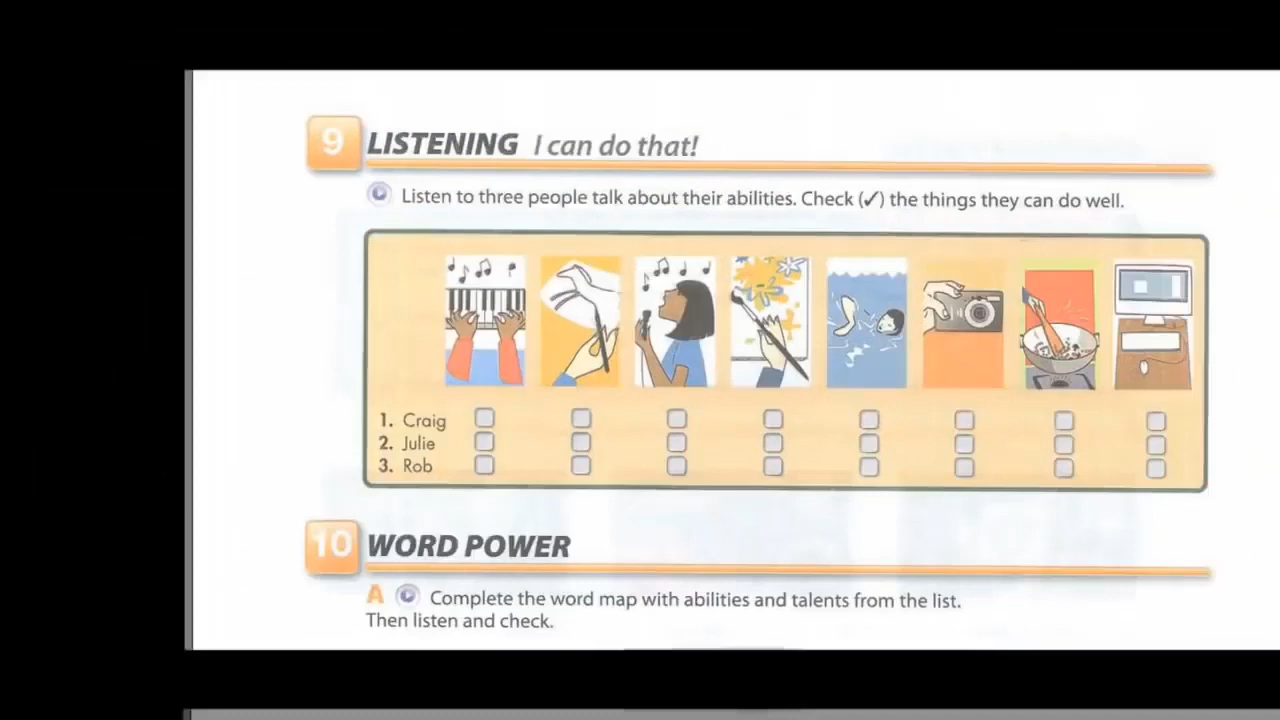 9 LISTENING I can do that!
Listen to three people talk about their abilities. Check (✓) the things they can do well.
1. Craig
2. Julie
3. Rob
10 WORD POWER
A Complete the word map with abilities and talents from the list.
Then listen and check.